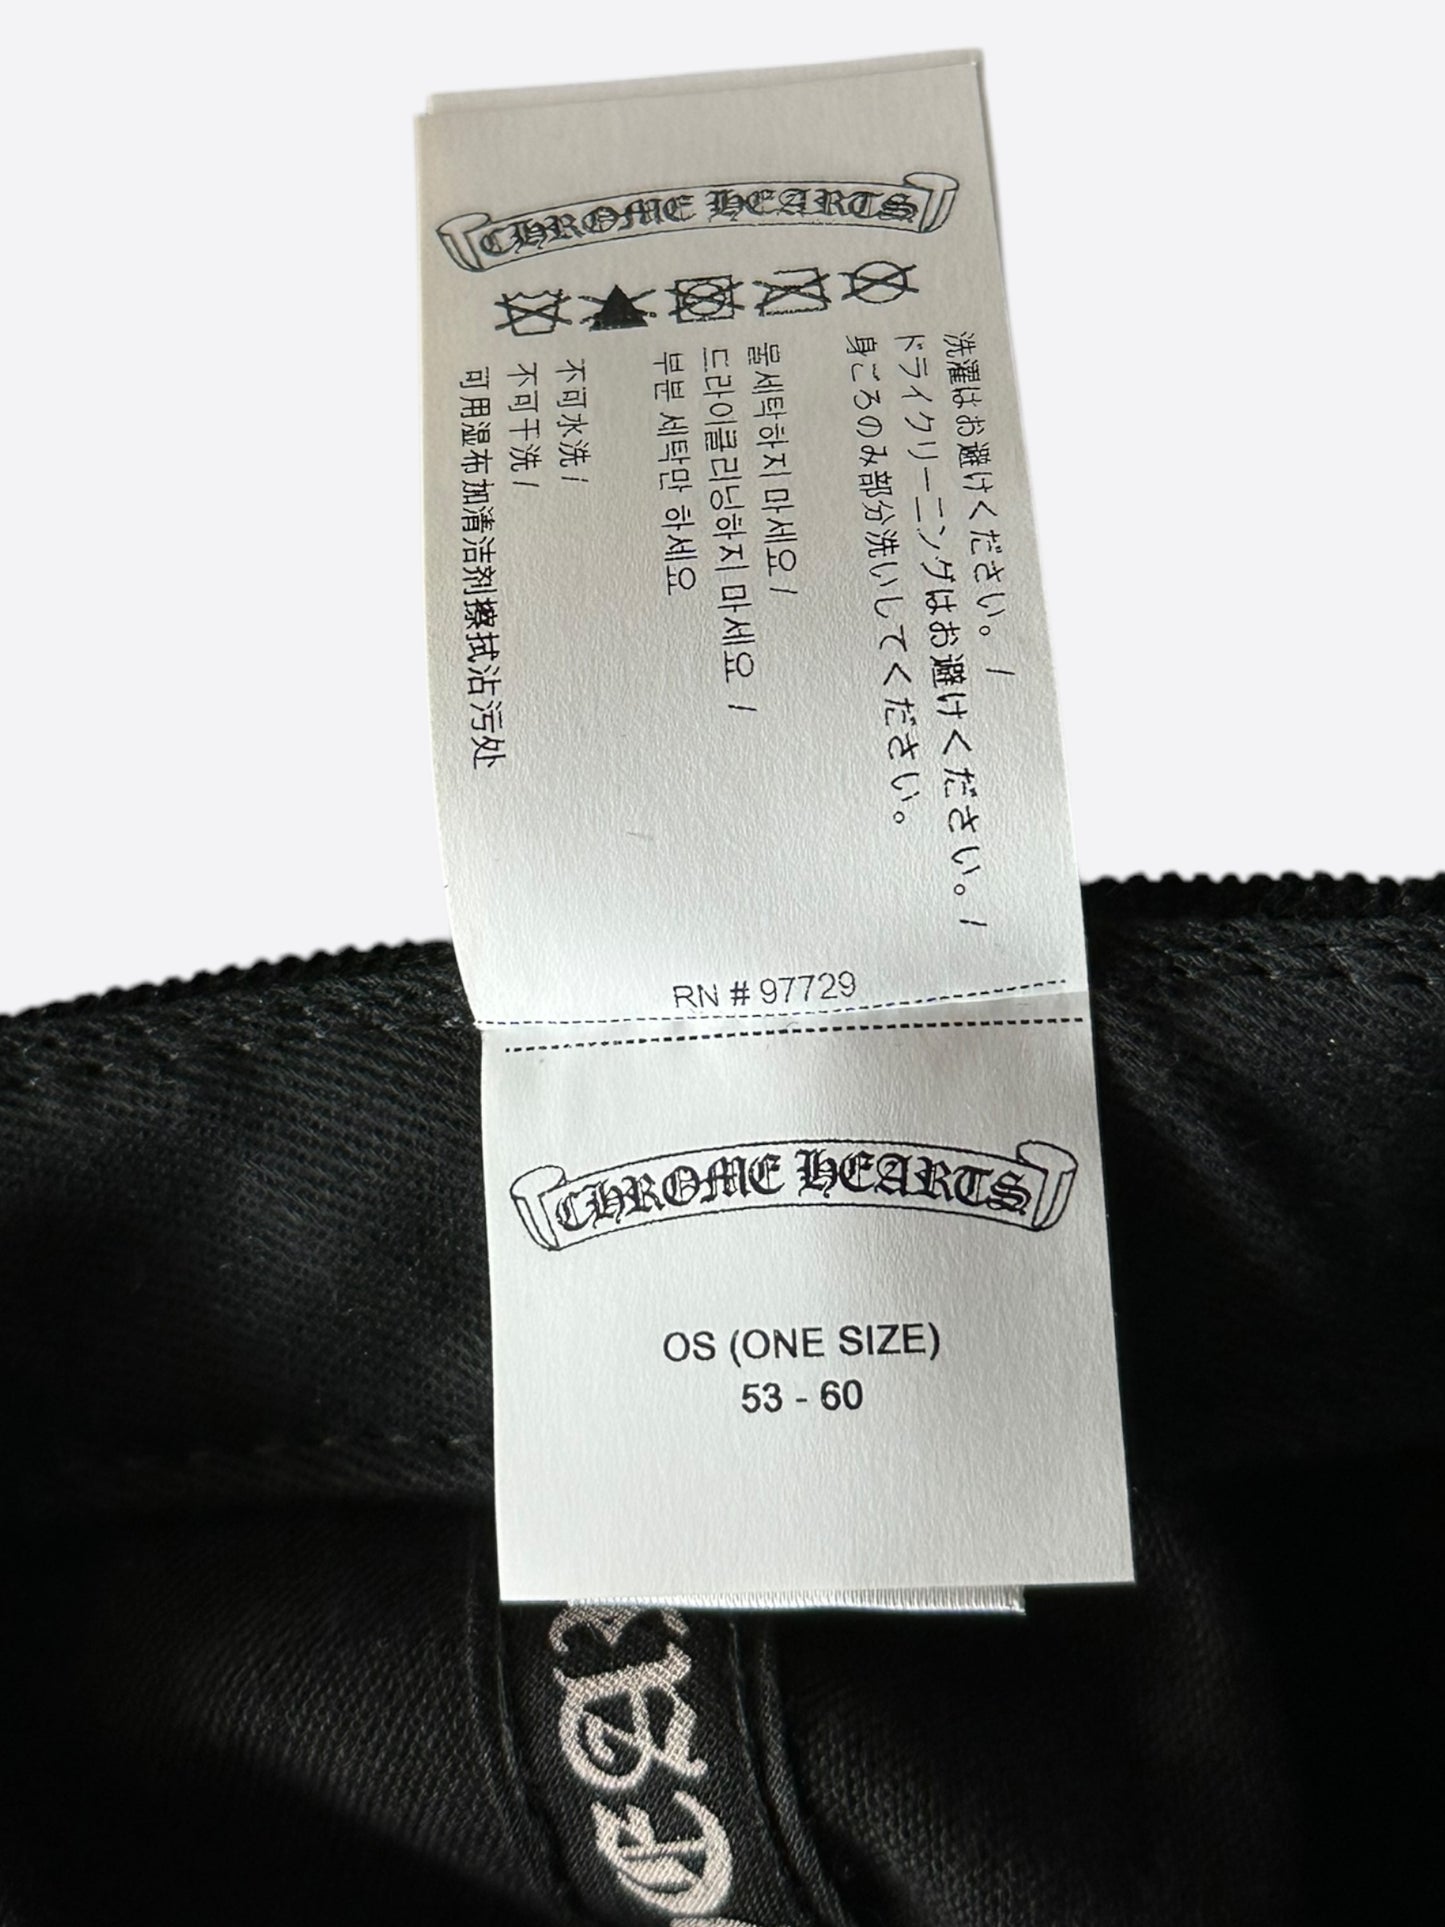 CHROME HEARTS
洗濯はお避けください。/
ドライクリーニングはお避けください。/
身ごろのみ部分洗いしてください。
물세탁하지 마세요 /
드라이클리닝하지 마세요 /
부분 세탁만 하세요
不可水洗 /
不可干洗 /
可用湿布加清洁剂擦拭沾污处
RN # 97729
CHROME HEARTS
OS (ONE SIZE)
53 - 60